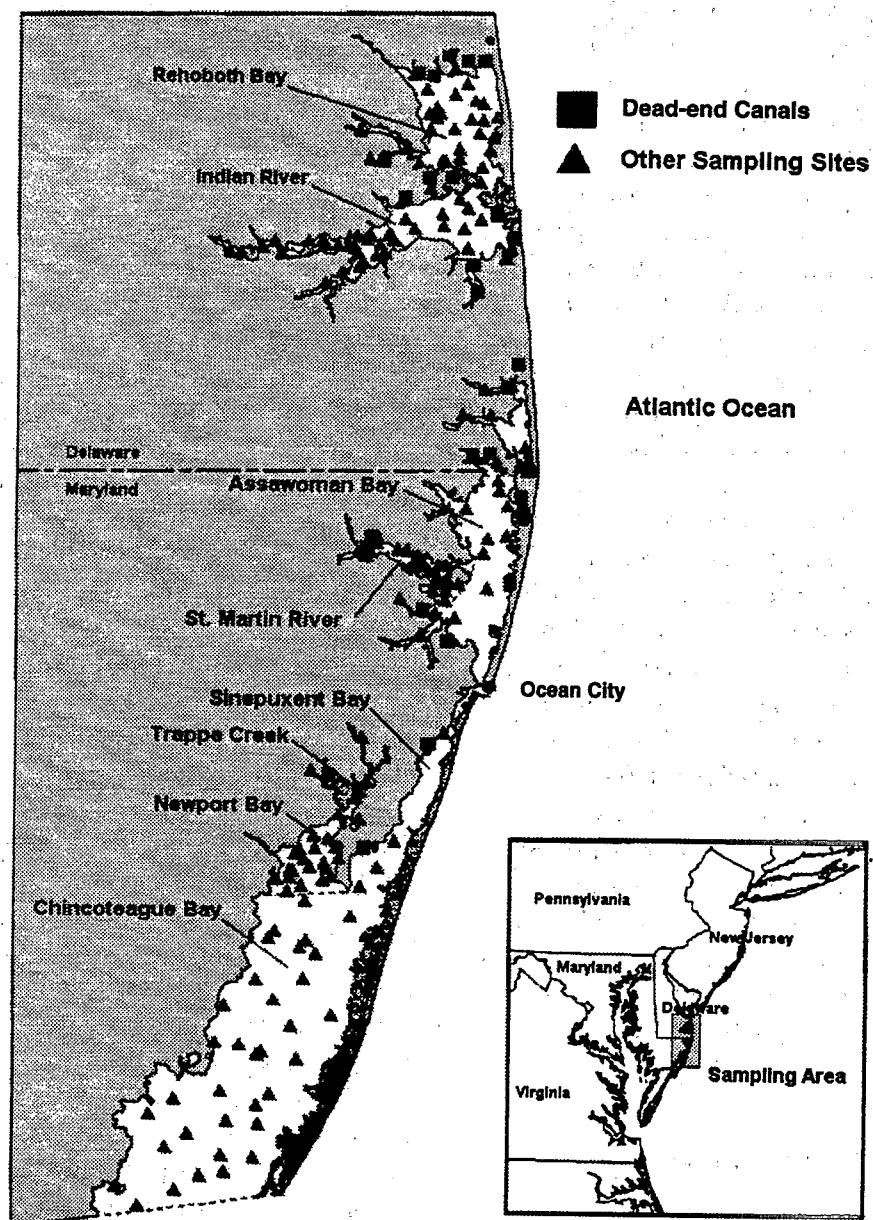 Rehoboth Bay
Indian River
Dead-end Canals
Other Sampling Sites
Atlantic Ocean
Delaware
Maryland
Assawoman Bay
St. Martin River
Ocean City
Sinepuxent Bay
Trappe Creek
Newport Bay
Chincoteague Bay
Pennsylvania
New Jersey
Maryland
Delaware
Virginia
Sampling Area